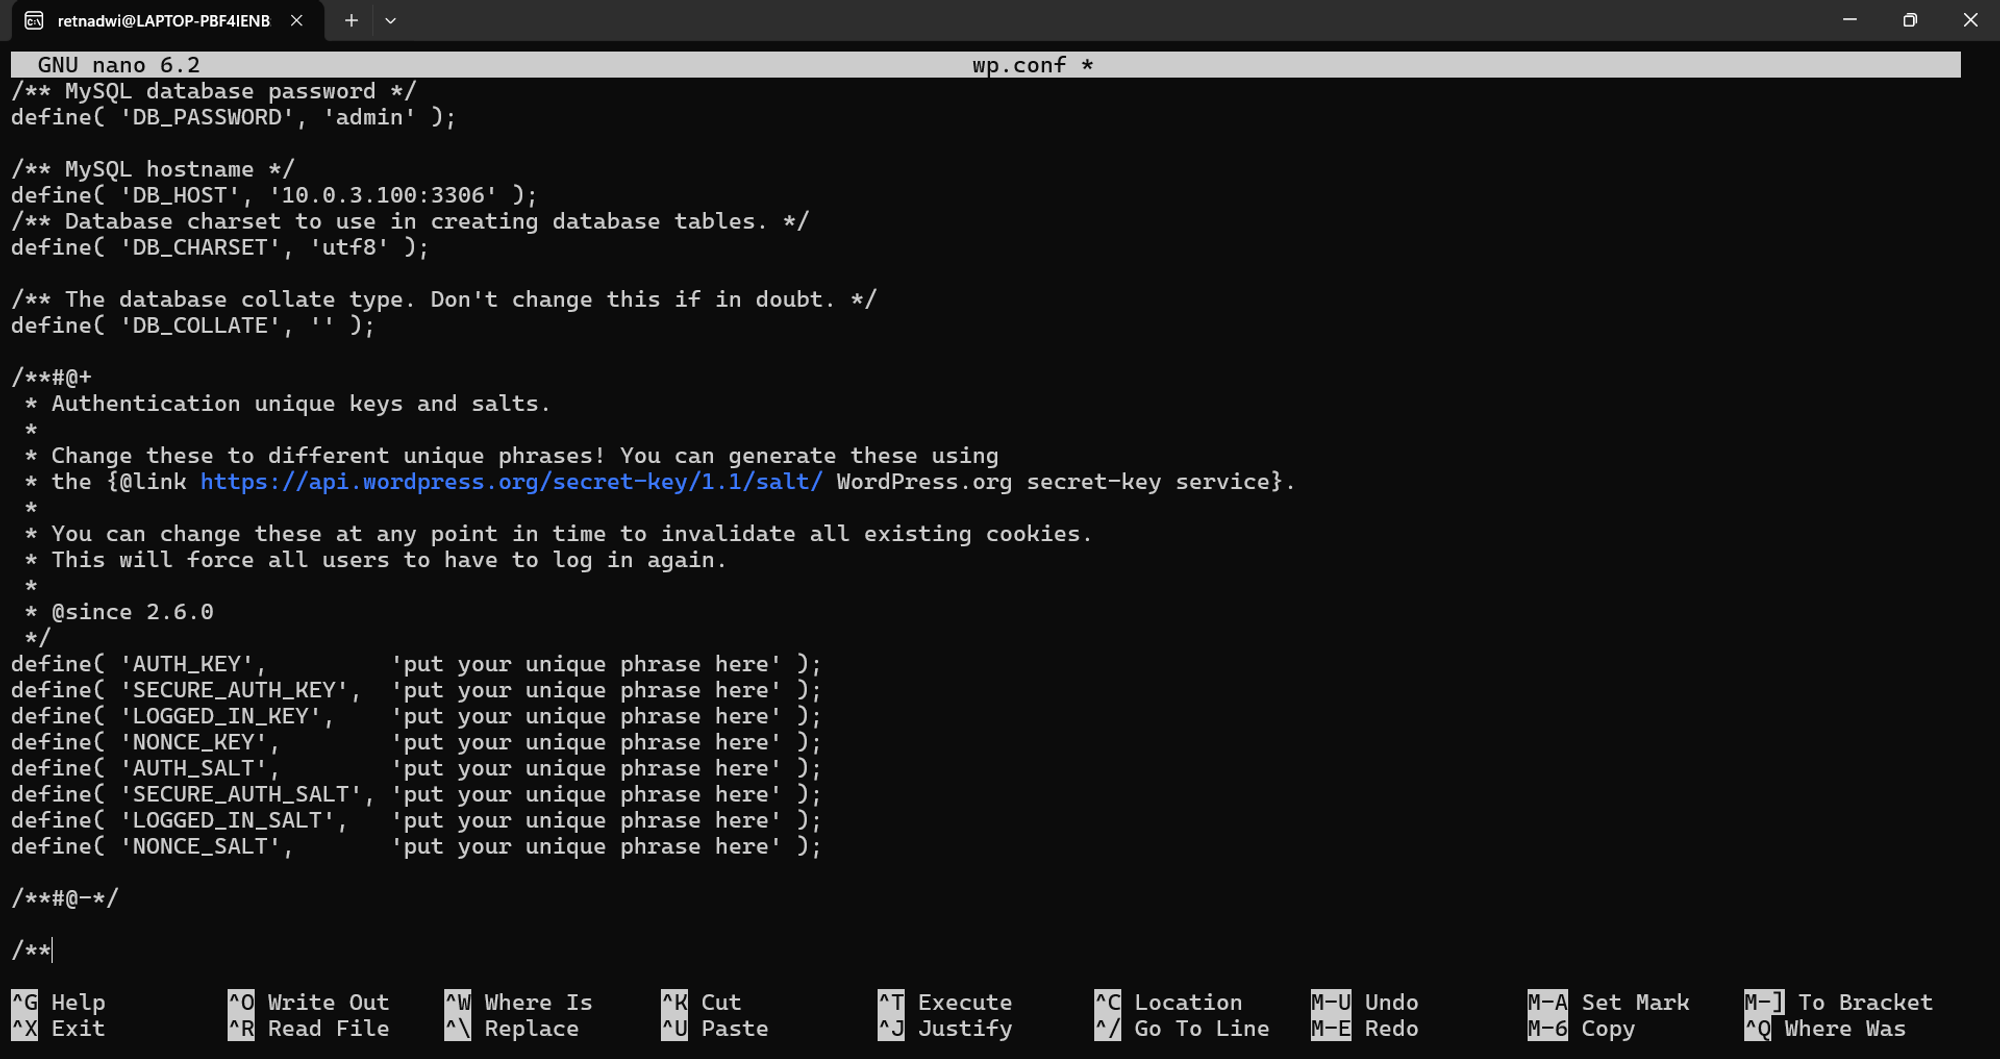 retnadwi@LAPTOP-PBF4IENB
GNU nano 6.2 wp.conf *
/** MySQL database password */
define( 'DB_PASSWORD', 'admin' );

/** MySQL hostname */
define( 'DB_HOST', '10.0.3.100:3306' );
/** Database charset to use in creating database tables. */
define( 'DB_CHARSET', 'utf8' );

/** The database collate type. Don't change this if in doubt. */
define( 'DB_COLLATE', '' );

/**#@+
 * Authentication unique keys and salts.
 *
 * Change these to different unique phrases! You can generate these using
 * the {@link https://api.wordpress.org/secret-key/1.1/salt/ WordPress.org secret-key service}.
 *
 * You can change these at any point in time to invalidate all existing cookies.
 * This will force all users to have to log in again.
 *
 * @since 2.6.0
 */
define( 'AUTH_KEY',         'put your unique phrase here' );
define( 'SECURE_AUTH_KEY',  'put your unique phrase here' );
define( 'LOGGED_IN_KEY',    'put your unique phrase here' );
define( 'NONCE_KEY',        'put your unique phrase here' );
define( 'AUTH_SALT',        'put your unique phrase here' );
define( 'SECURE_AUTH_SALT', 'put your unique phrase here' );
define( 'LOGGED_IN_SALT',   'put your unique phrase here' );
define( 'NONCE_SALT',       'put your unique phrase here' );

/**#@-*/

/**
^G Help ^O Write Out ^W Where Is ^K Cut ^T Execute ^C Location M-U Undo M-A Set Mark M-] To Bracket
^X Exit ^R Read File ^\ Replace ^U Paste ^J Justify ^/ Go To Line M-E Redo M-6 Copy ^Q Where Was